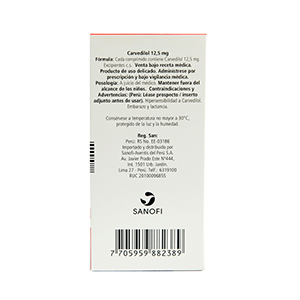 Carvedilol 12,5 mg
Fórmula: Cada comprimido contiene Carvedilol 12,5 mg.
Excipientes c.s. Venta bajo receta médica.
Producto de uso delicado. Adminístrese por
prescripción y bajo vigilancia médica.
Posología: A juicio del médico. Mantener fuera del
alcance de los niños. Contraindicaciones y
Advertencias: (Perú: Léase prospecto / inserto
adjunto antes de usar). Hipersensibilidad a Carvedilol.
Embarazo y lactancia.
Consérvese a temperatura no mayor a 30°C,
protegido de la luz y la humedad.
Reg. San:
Perú: RS No. EE-03186
Importado y distribuido por
Sanofi-Aventis del Perú S.A.
Av. Javier Prado Este N°444,
Int. 1501 Urb. Jardín.
Lima 27 - Perú. Telf.: 6319100
RUC 20100096855
SANOFI
7 705959 882389